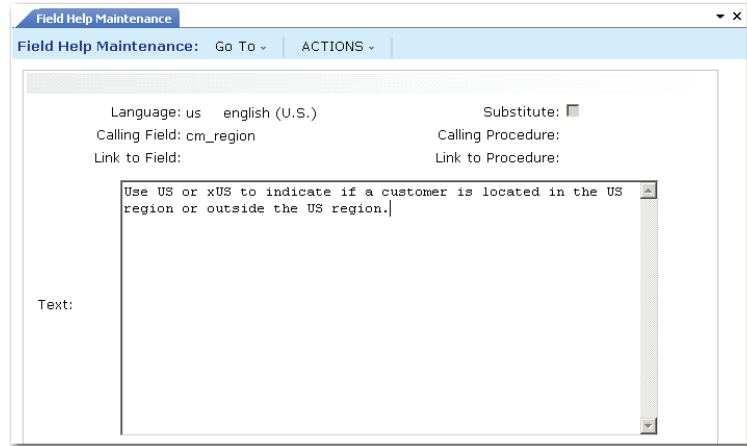 Field Help Maintenance
Field Help Maintenance: Go To ACTIONS
Language: us english (U.S.) Substitute:
Calling Field: cm_region Calling Procedure:
Link to Field: Link to Procedure:
Use US or xUS to indicate if a customer is located in the US
region or outside the US region.
Text: